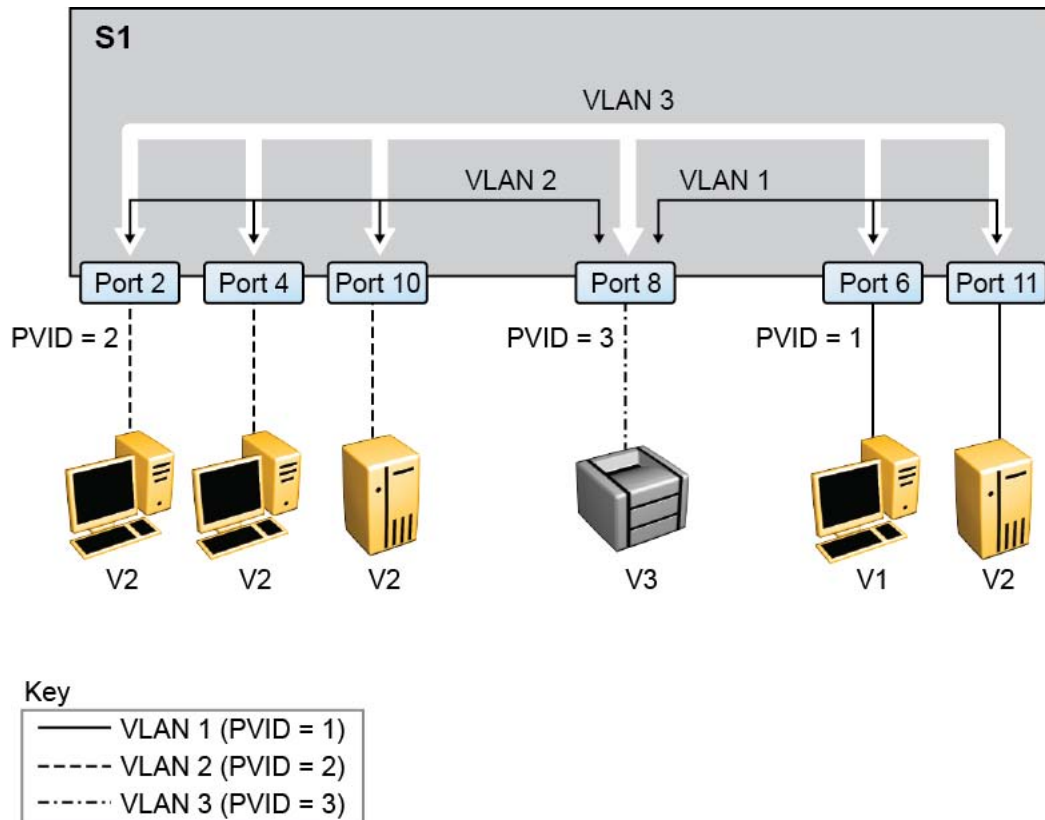 S1
VLAN 3
VLAN 2
VLAN 1
Port 2
Port 4
Port 10
Port 8
Port 6
Port 11
PVID = 2
PVID = 3
PVID = 1
V2
V2
V2
V3
V1
V2
Key
VLAN 1 (PVID = 1)
VLAN 2 (PVID = 2)
VLAN 3 (PVID = 3)